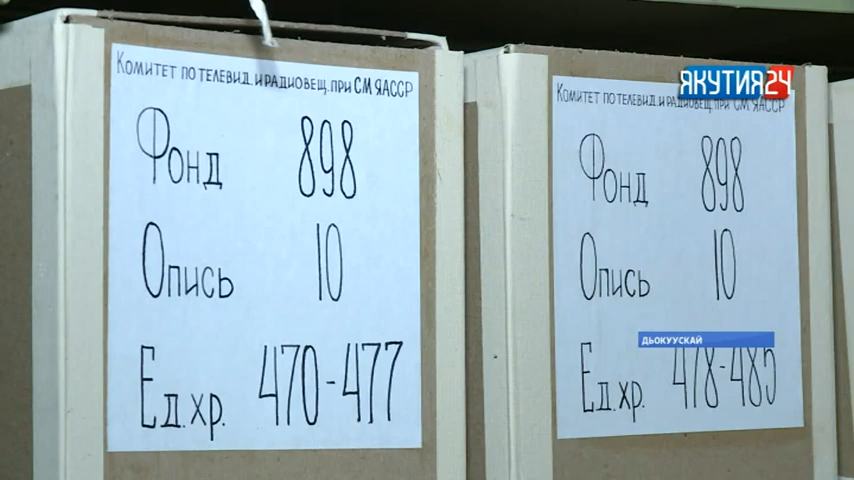 Комитет по телевид. и радиовещ. при СМ ЯАССР
Фонд 898
Опись 10
Ед.хр. 470-477
ЯКУТИЯ24
Комитет по телевид. и радиовещ. при СМ ЯАССР
Фонд 898
Опись 10
ДЬОКУУСКАЙ
Ед.хр. 478-485